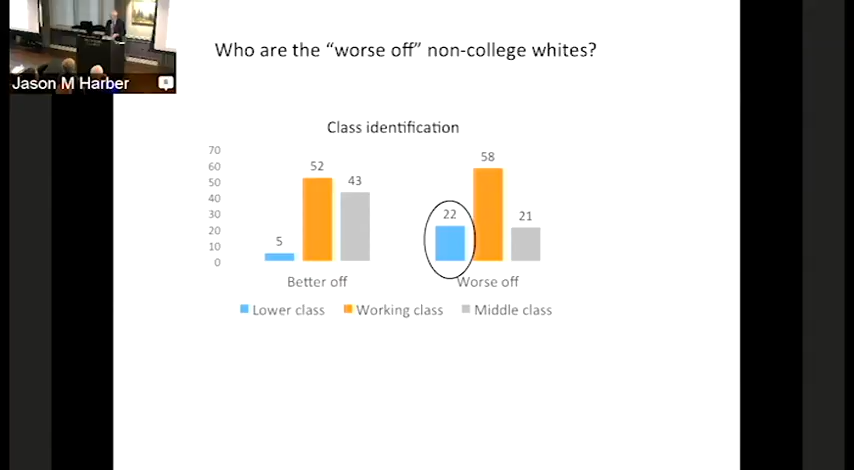 Jason M Harber
Who are the “worse off” non-college whites?
Class identification
70
60
50
40
30
20
10
0
5
52
43
22
58
21
Better off
Worse off
Lower class
Working class
Middle class